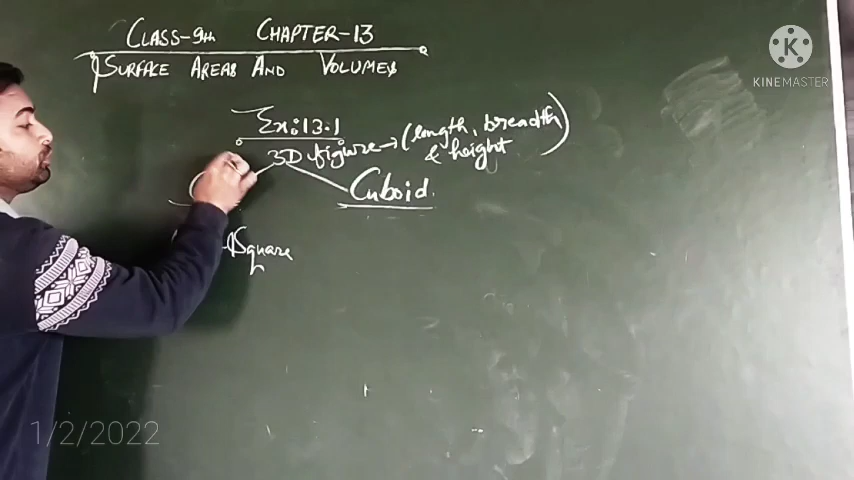 CLASS-9th CHAPTER-13
SURFACE AREAS AND VOLUMES
Ex:13.1
3D figure→(length, breadth
& height)
Cuboid.
Square
K
KINEMASTER
1/2/2022